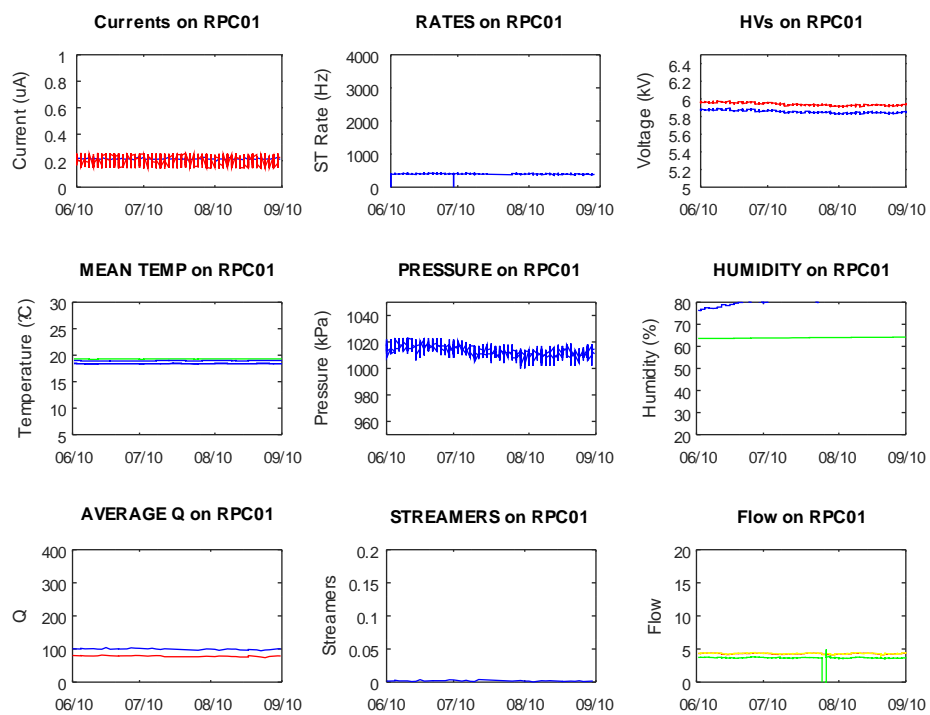 Currents on RPC01
Current (uA)
1
0.8
0.6
0.4
0.2
0
06/10 07/10 08/10 09/10
RATES on RPC01
ST Rate (Hz)
4000
3000
2000
1000
0
06/10 07/10 08/10 09/10
HVs on RPC01
Voltage (kV)
6.4
6.2
6
5.8
5.6
5.4
5.2
5
06/10 07/10 08/10 09/10
MEAN TEMP on RPC01
Temperature (?C)
30
25
20
15
10
5
06/10 07/10 08/10 09/10
PRESSURE on RPC01
Pressure (kPa)
1040
1020
1000
980
960
06/10 07/10 08/10 09/10
HUMIDITY on RPC01
Humidity (%)
80
70
60
50
40
30
20
06/10 07/10 08/10 09/10
AVERAGE Q on RPC01
Q
400
300
200
100
0
06/10 07/10 08/10 09/10
STREAMERS on RPC01
Streamers
0.2
0.15
0.1
0.05
0
06/10 07/10 08/10 09/10
Flow on RPC01
Flow
20
15
10
5
0
06/10 07/10 08/10 09/10